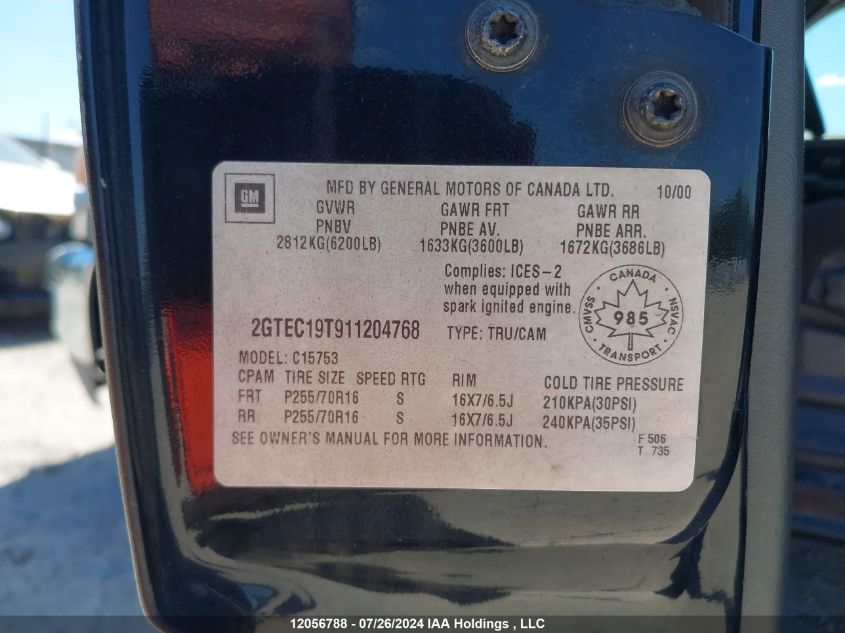 GM
MFD BY GENERAL MOTORS OF CANADA LTD. 10/00
GVWR GAWR FRT GAWR RR
PNBV PNBE AV. PNBE ARR.
2812KG(6200LB) 1633KG(3600LB) 1672KG(3686LB)
Complies: ICES-2
when equipped with
spark ignited engine.
CANADA
CMVSS 985 NSVAC
TRANSPORT
2GTEC19T911204768 TYPE: TRU/CAM
MODEL: C15753
CPAM TIRE SIZE SPEED RTG RIM COLD TIRE PRESSURE
FRT P255/70R16 S 16X7/6.5J 210KPA(30PSI)
RR P255/70R16 S 16X7/6.5J 240KPA(35PSI)
SEE OWNER'S MANUAL FOR MORE INFORMATION.
F 506
T 735
12056788 - 07/26/2024 IAA Holdings , LLC